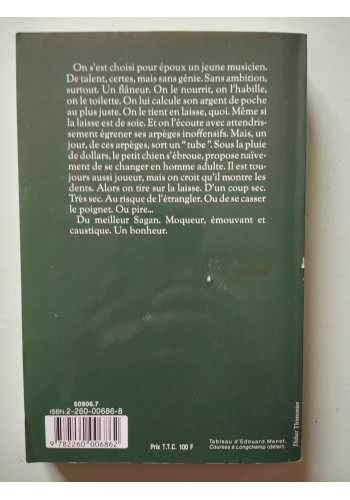 On s'est choisi pour époux un jeune musicien.
De talent, certes, mais sans génie. Sans ambition,
surtout. Un flâneur. On le nourrit, on l'habille,
on le toilette. On lui calcule son argent de poche
au plus juste. On le tient en laisse, quoi. Même si
la laisse est de soie. Et on l'écoute avec attendris-
sement égrener ses arpèges inoffensifs. Mais, un
jour, de ces arpèges, sort un "tube". Sous la pluie
de dollars, le petit chien s'ébroue, propose naïve-
ment de se changer en homme adulte. Il est tou-
jours aussi joueur, mais on croit qu'il montre les
dents. Alors on tire sur la laisse. D'un coup sec.
Très sec. Au risque de l'étrangler. Ou de se casser
le poignet. Ou pire...
Du meilleur Sagan. Moqueur, émouvant et
caustique. Un bonheur.
50906.7
ISBN:2-260-00686-8
9 782260 006862
Prix T.T.C. 100 F
Tableau d'Edouard Manet,
Courses à Longchamp (détail).
Didier Thimonier